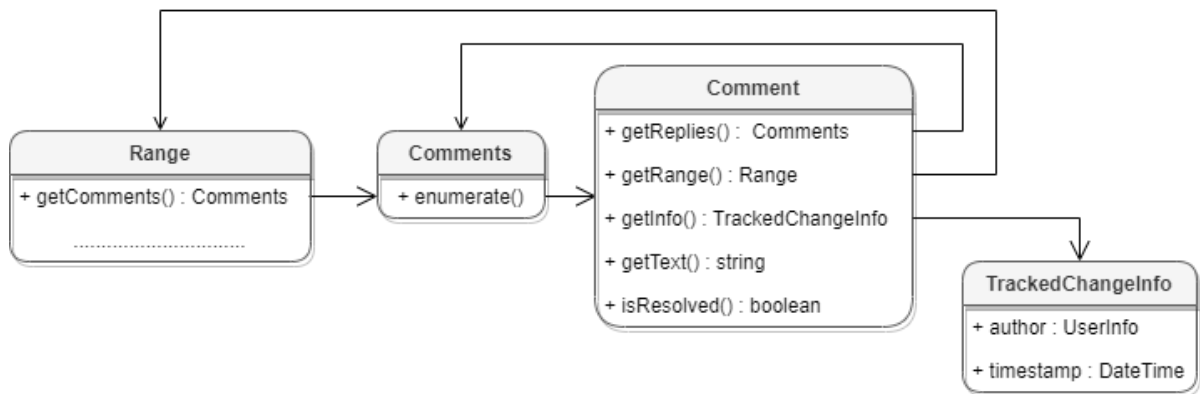 Range
+ getComments() : Comments
..............................
Comments
+ enumerate()
Comment
+ getReplies() :  Comments
+ getRange() : Range
+ getInfo() : TrackedChangeInfo
+ getText() : string
+ isResolved() : boolean
TrackedChangeInfo
+ author : UserInfo
+ timestamp : DateTime